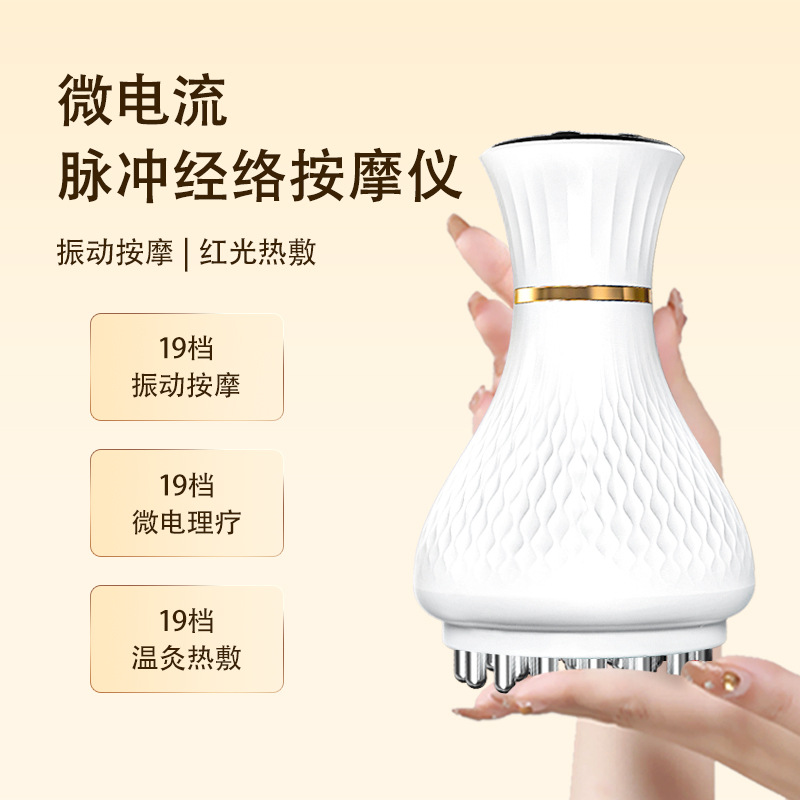 微电流
脉冲经络按摩仪
振动按摩 | 红光热敷
19档
振动按摩
19档
微电理疗
19档
温灸热敷